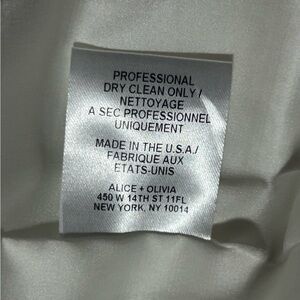 PROFESSIONAL
DRY CLEAN ONLY /
NETTOYAGE
A SEC PROFESSIONNEL
UNIQUEMENT
MADE IN THE U.S.A./
FABRIQUE AUX
ETATS-UNIS
ALICE + OLIVIA
450 W 14TH ST 11FL
NEW YORK, NY 10014